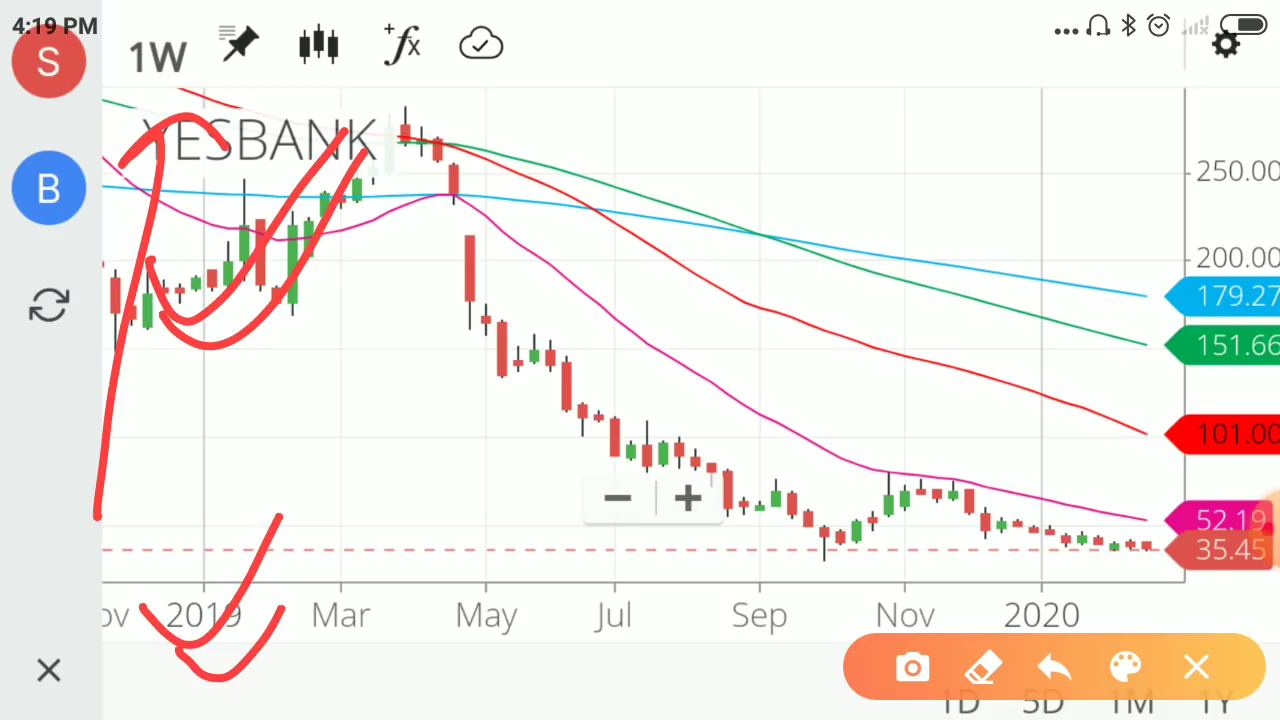 4:19 PM
S
1W
+fx
YESBANK
B
250.00
200.00
179.27
151.66
101.00
52.19
35.45
ov 2019 Mar May Jul Sep Nov 2020
1D 5D 1M 1Y